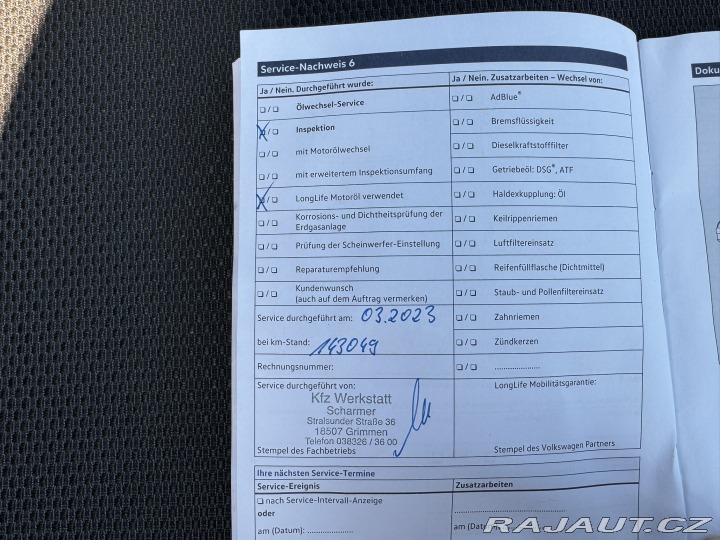 Service-Nachweis 6
Doku
Ja / Nein. Durchgeführt wurde:
❏ / ❏ Ölwechsel-Service
❏ / ❏ Inspektion
❏ / ❏ mit Motorölwechsel
❏ / ❏ mit erweitertem Inspektionsumfang
❏ / ❏ LongLife Motoröl verwendet
❏ / ❏ Korrosions- und Dichtheitsprüfung der
Erdgasanlage
❏ / ❏ Prüfung der Scheinwerfer-Einstellung
❏ / ❏ Reparaturempfehlung
❏ / ❏ Kundenwunsch
(auch auf dem Auftrag vermerken)
Service durchgeführt am: 03.2023
bei km-Stand: 143049
Rechnungsnummer:
Service durchgeführt von:
Kfz Werkstatt
Scharmer
Stralsunder Straße 36
18507 Grimmen
Telefon 038326 / 36 00
Stempel des Fachbetriebs
Ja / Nein. Zusatzarbeiten – Wechsel von:
❏ / ❏ AdBlue®
❏ / ❏ Bremsflüssigkeit
❏ / ❏ Dieselkraftstofffilter
❏ / ❏ Getriebeöl: DSG®, ATF
❏ / ❏ Haldexkupplung: Öl
❏ / ❏ Keilrippenriemen
❏ / ❏ Luftfiltereinsatz
❏ / ❏ Reifenfüllflasche (Dichtmittel)
❏ / ❏ Staub- und Pollenfiltereinsatz
❏ / ❏ Zahnriemen
❏ / ❏ Zündkerzen
❏ / ❏ ......................
LongLife Mobilitätsgarantie:
Stempel des Volkswagen Partners
Ihre nächsten Service-Termine
Service-Ereignis
❏ nach Service-Intervall-Anzeige
oder
am (Datum): ......................
Zusatzarbeiten
......................................
am (Datum):
RAJAUT.CZ